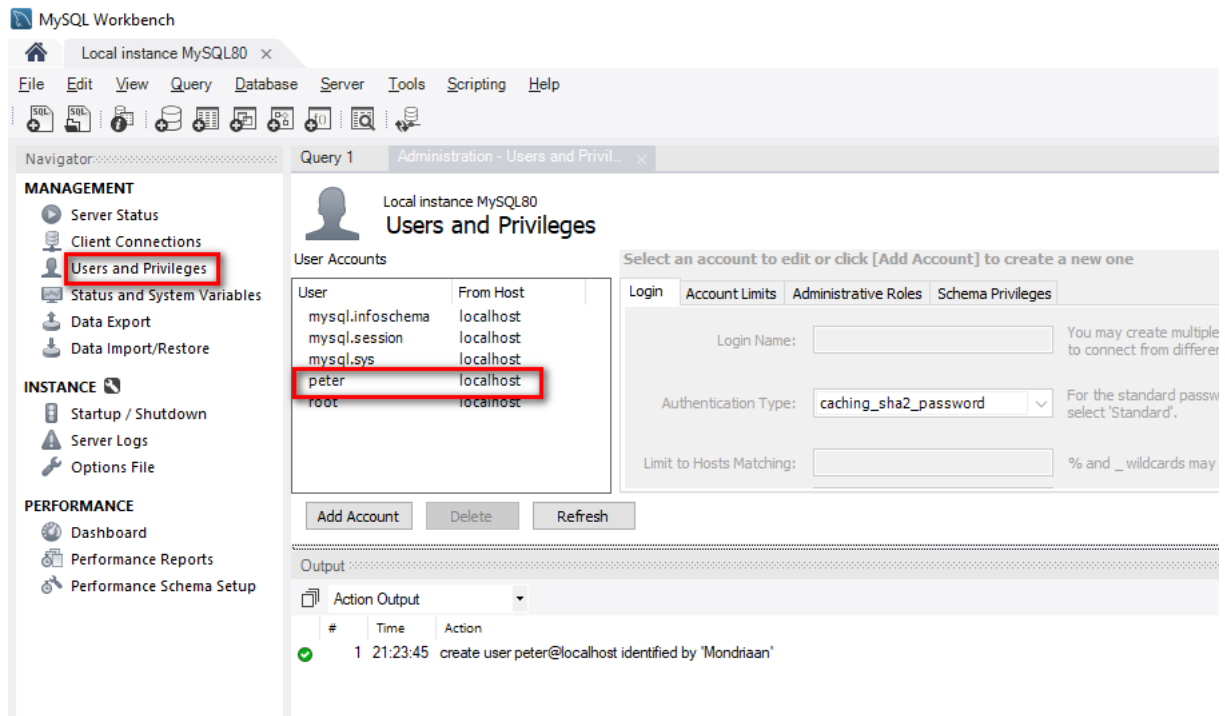 MySQL Workbench
Local instance MySQL80 ×
File Edit View Query Database Server Tools Scripting Help
SQL SQL
Navigator
MANAGEMENT
Server Status
Client Connections
Users and Privileges
Status and System Variables
Data Export
Data Import/Restore
INSTANCE
Startup / Shutdown
Server Logs
Options File
PERFORMANCE
Dashboard
Performance Reports
Performance Schema Setup
Query 1 Administration - Users and Privil... ×
Local instance MySQL80
Users and Privileges
User Accounts
User From Host
mysql.infoschema localhost
mysql.session localhost
mysql.sys localhost
peter localhost
root localhost
Add Account Delete Refresh
Select an account to edit or click [Add Account] to create a new one
Login Account Limits Administrative Roles Schema Privileges
Login Name: You may create multiple
to connect from differen
Authentication Type: caching_sha2_password For the standard passw
select 'Standard'.
Limit to Hosts Matching: % and _ wildcards may
Output
Action Output
# Time Action
1 21:23:45 create user peter@localhost identified by 'Mondriaan'